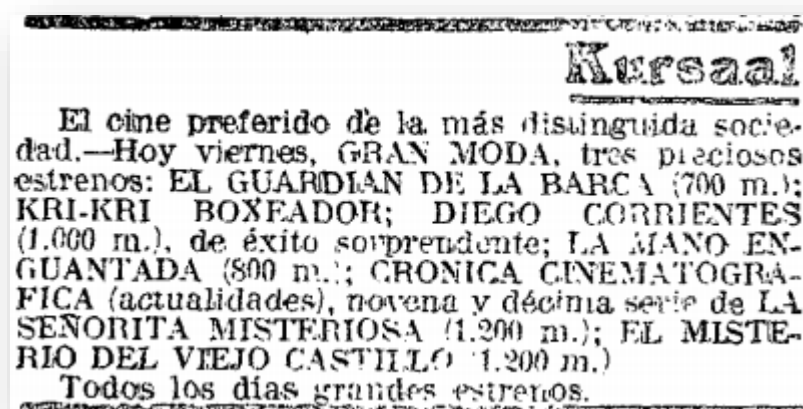 Kursaal
El cine preferido de la más distinguida socie-
dad.—Hoy viernes, GRAN MODA, tres preciosos
estrenos: EL GUARDIAN DE LA BARCA (700 m.);
KRI-KRI BOXEADOR; DIEGO CORRIENTES
(1.000 m.), de éxito sorprendente; LA MANO EN-
GUANTADA (800 m.); CRONICA CINEMATOGRA-
FICA (actualidades), novena y décima serie de LA
SEÑORITA MISTERIOSA (1.200 m.); EL MISTE-
RIO DEL VIEJO CASTILLO (1.200 m.)
Todos los días grandes estrenos.